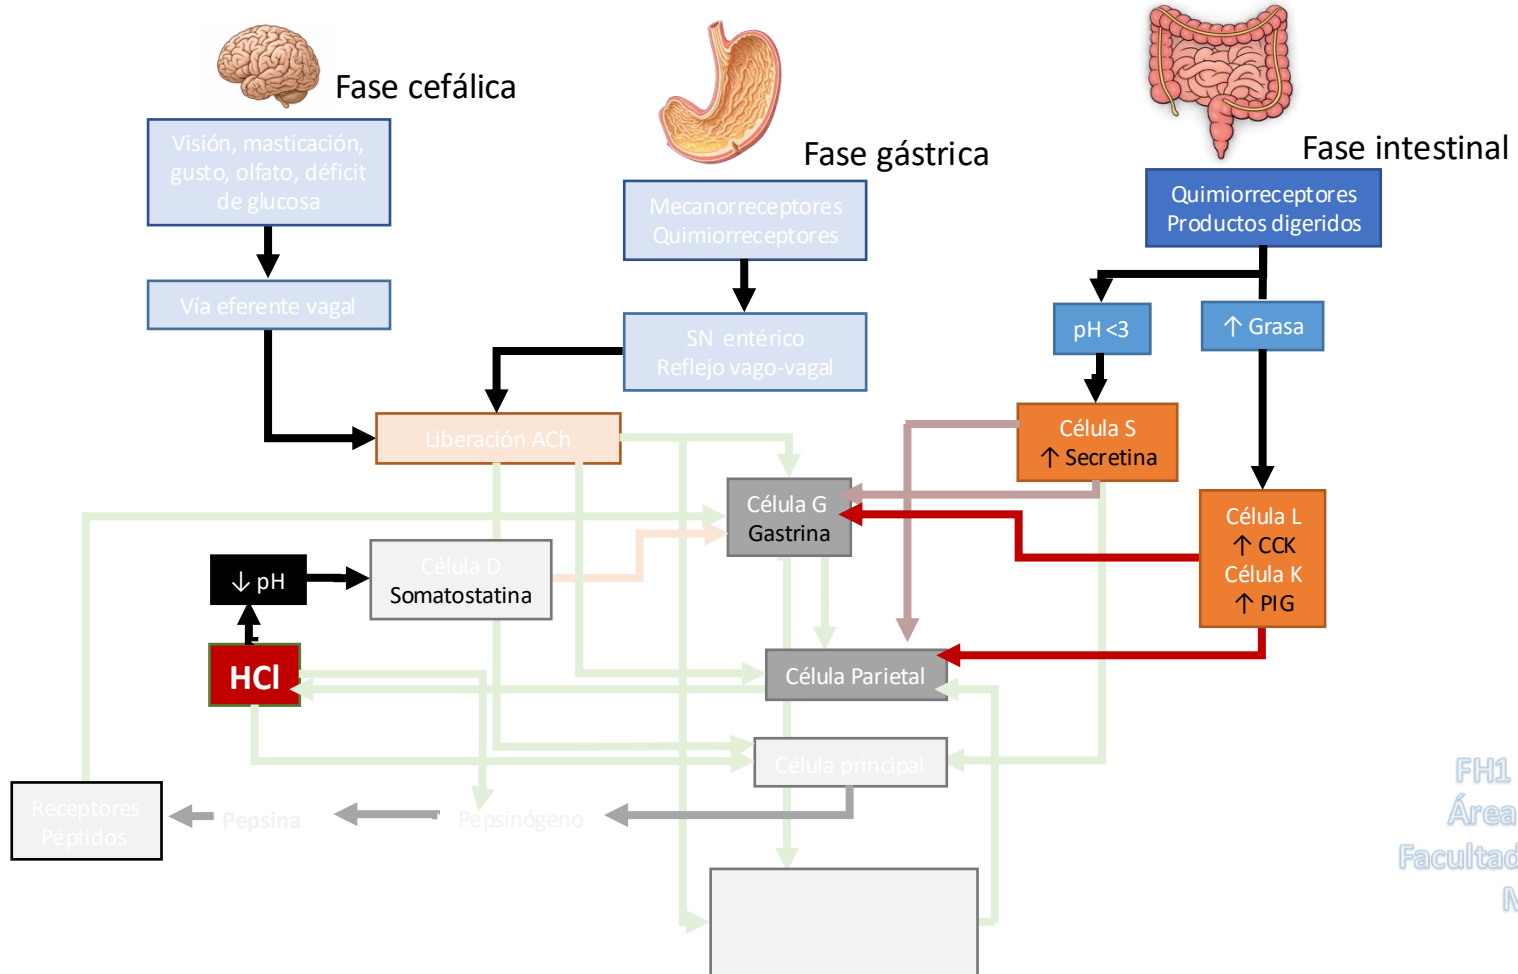 Fase cefálica
Visión, masticación,
gusto, olfato, déficit
de glucosa
Vía eferente vagal
Fase gástrica
Mecanorreceptores
Quimiorreceptores
SN entérico
Reflejo vago-vagal
Fase intestinal
Quimiorreceptores
Productos digeridos
pH <3
↑ Grasa
Liberación ACh
Célula S
↑ Secretina
Célula G
Gastrina
Célula L
↑ CCK
Célula K
↑ PIG
↓ pH
Célula D
Somatostatina
HCl
Célula Parietal
Célula principal
Receptores
Péptidos
Pepsina
Pepsinógeno
FH1
Área
Facultad